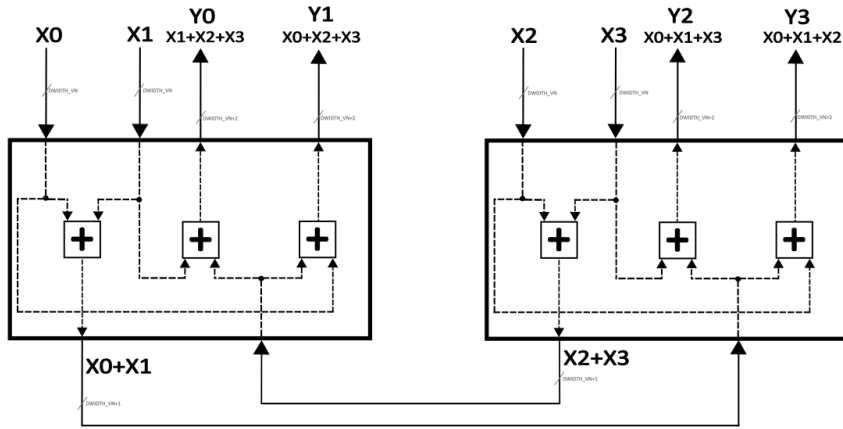 X0 X1 Y0 Y1 X2 X3 Y2 Y3
X1+X2+X3 X0+X2+X3 X0+X1+X3 X0+X1+X2
DWIDTH_VN DWIDTH_VN DWIDTH_VN DWIDTH_VN
DWIDTH_VN+2 DWIDTH_VN+2 DWIDTH_VN+2 DWIDTH_VN+2
+ + + + + +
X0+X1 X2+X3
DWIDTH_VN+1
DWIDTH_VN+1